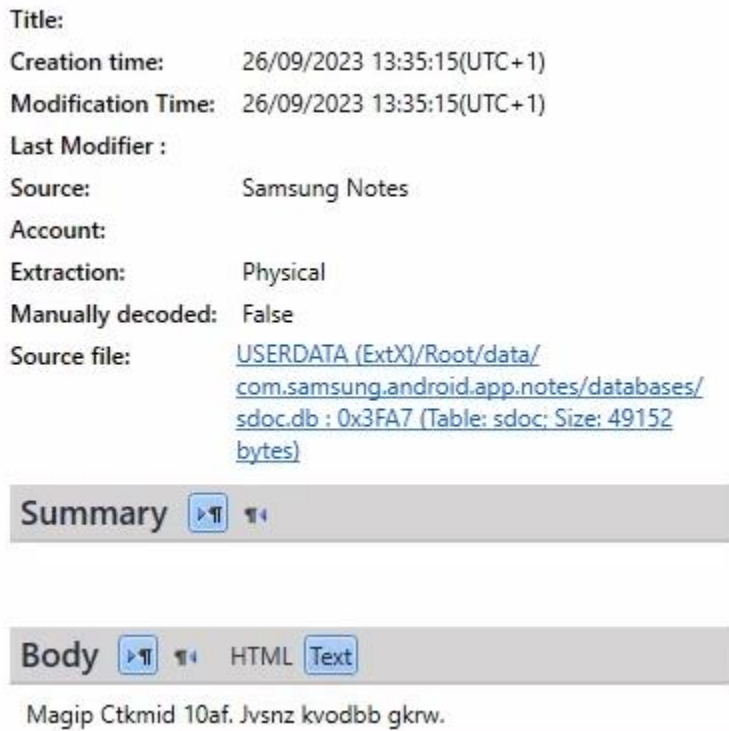 Title:
Creation time: 26/09/2023 13:35:15(UTC+1)
Modification Time: 26/09/2023 13:35:15(UTC+1)
Last Modifier :
Source: Samsung Notes
Account:
Extraction: Physical
Manually decoded: False
Source file: USERDATA (ExtX)/Root/data/
com.samsung.android.app.notes/databases/
sdoc.db : 0x3FA7 (Table: sdoc; Size: 49152
bytes)
Summary
Body HTML Text
Magip Ctkmid 10af. Jvsnz kvodbb gkrw.